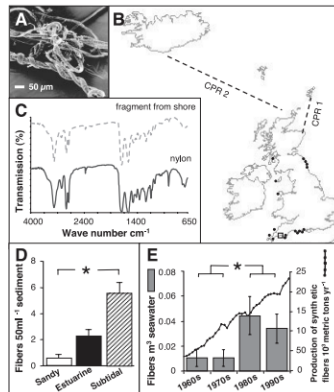 A
50 µm
B
CPR 2
CPR 1
C
fragment from shore
nylon
Transmission (%)
4000 2400 1400 650
Wave number cm⁻¹
D
*
Fibers 50ml⁻¹ sediment
8
6
4
2
0
Sandy Estuarine Subtidal
E
*
Fibers m³ seawater
0.08
0.06
0.04
0.02
0
1960s 1970s 1980s 1990s
25
20
15
10
5
0
Production of synthetic
fibers 10⁵ metric tons yr⁻¹